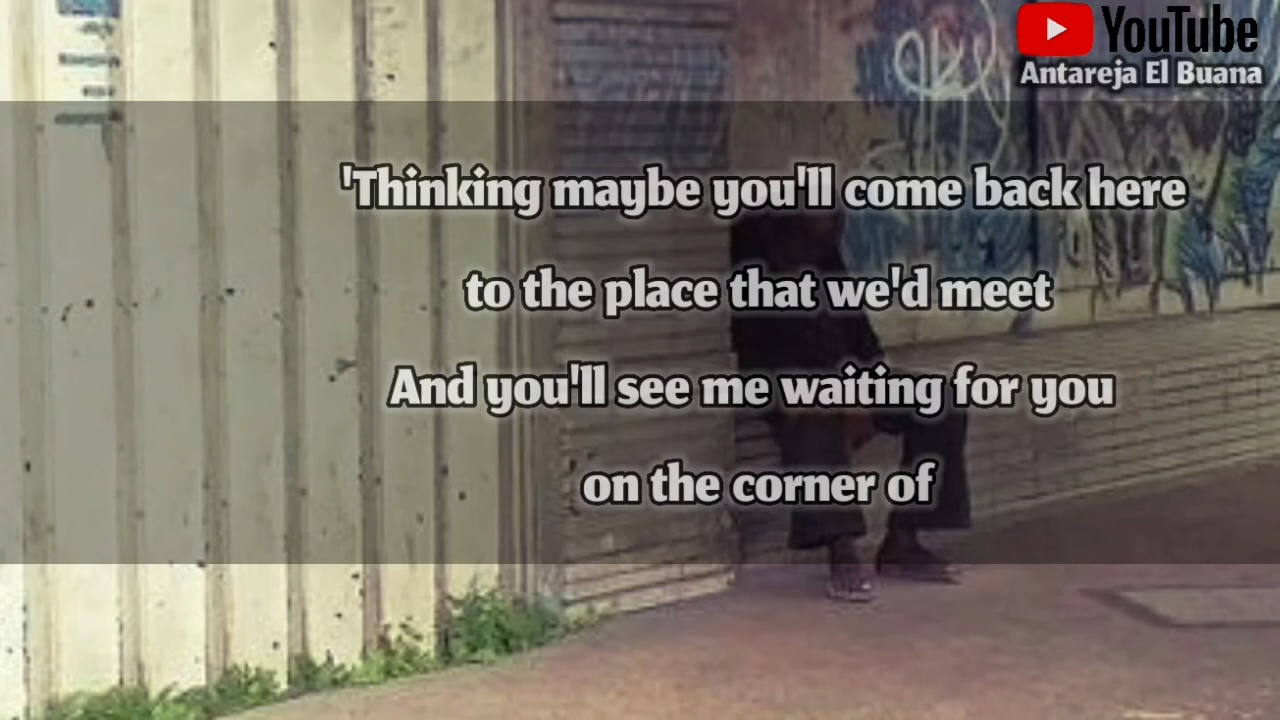 YouTube
Antareja El Buana
'Thinking maybe you'll come back here
to the place that we'd meet
And you'll see me waiting for you
on the corner of